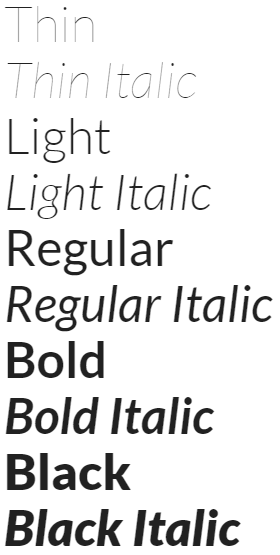 Thin
Thin Italic
Light
Light Italic
Regular
Regular Italic
Bold
Bold Italic
Black
Black Italic